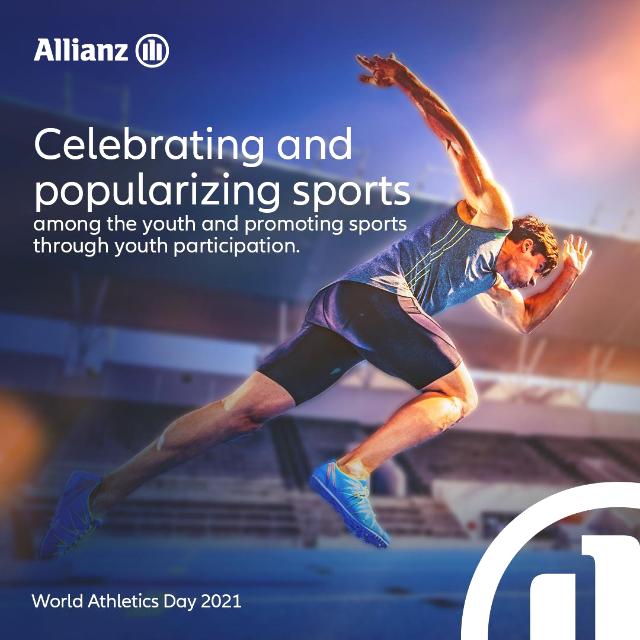 Allianz
Celebrating and
popularizing sports
among the youth and promoting sports
through youth participation.
World Athletics Day 2021